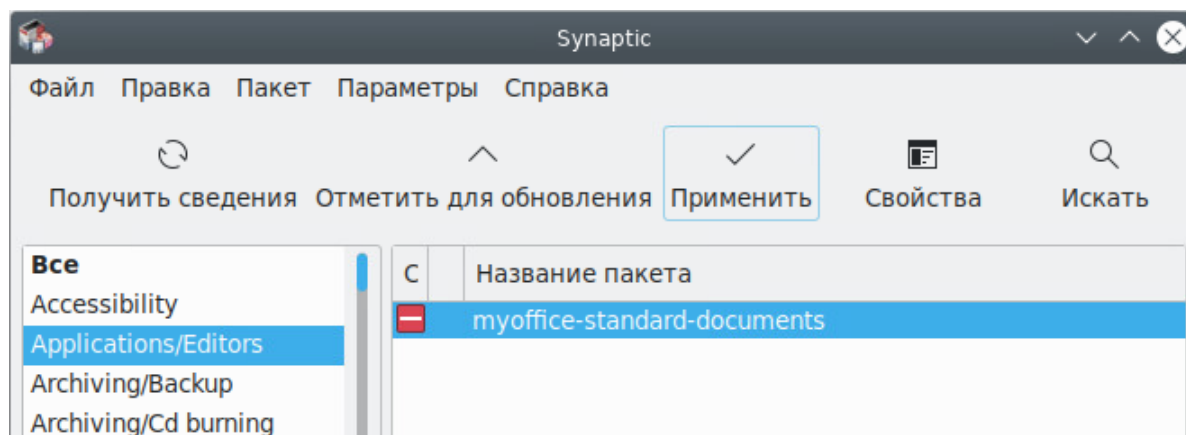 Synaptic
Файл Правка Пакет Параметры Справка
Получить сведения Отметить для обновления Применить Свойства Искать
Все
Accessibility
Applications/Editors
Archiving/Backup
Archiving/Cd burning
С Название пакета
myoffice-standard-documents